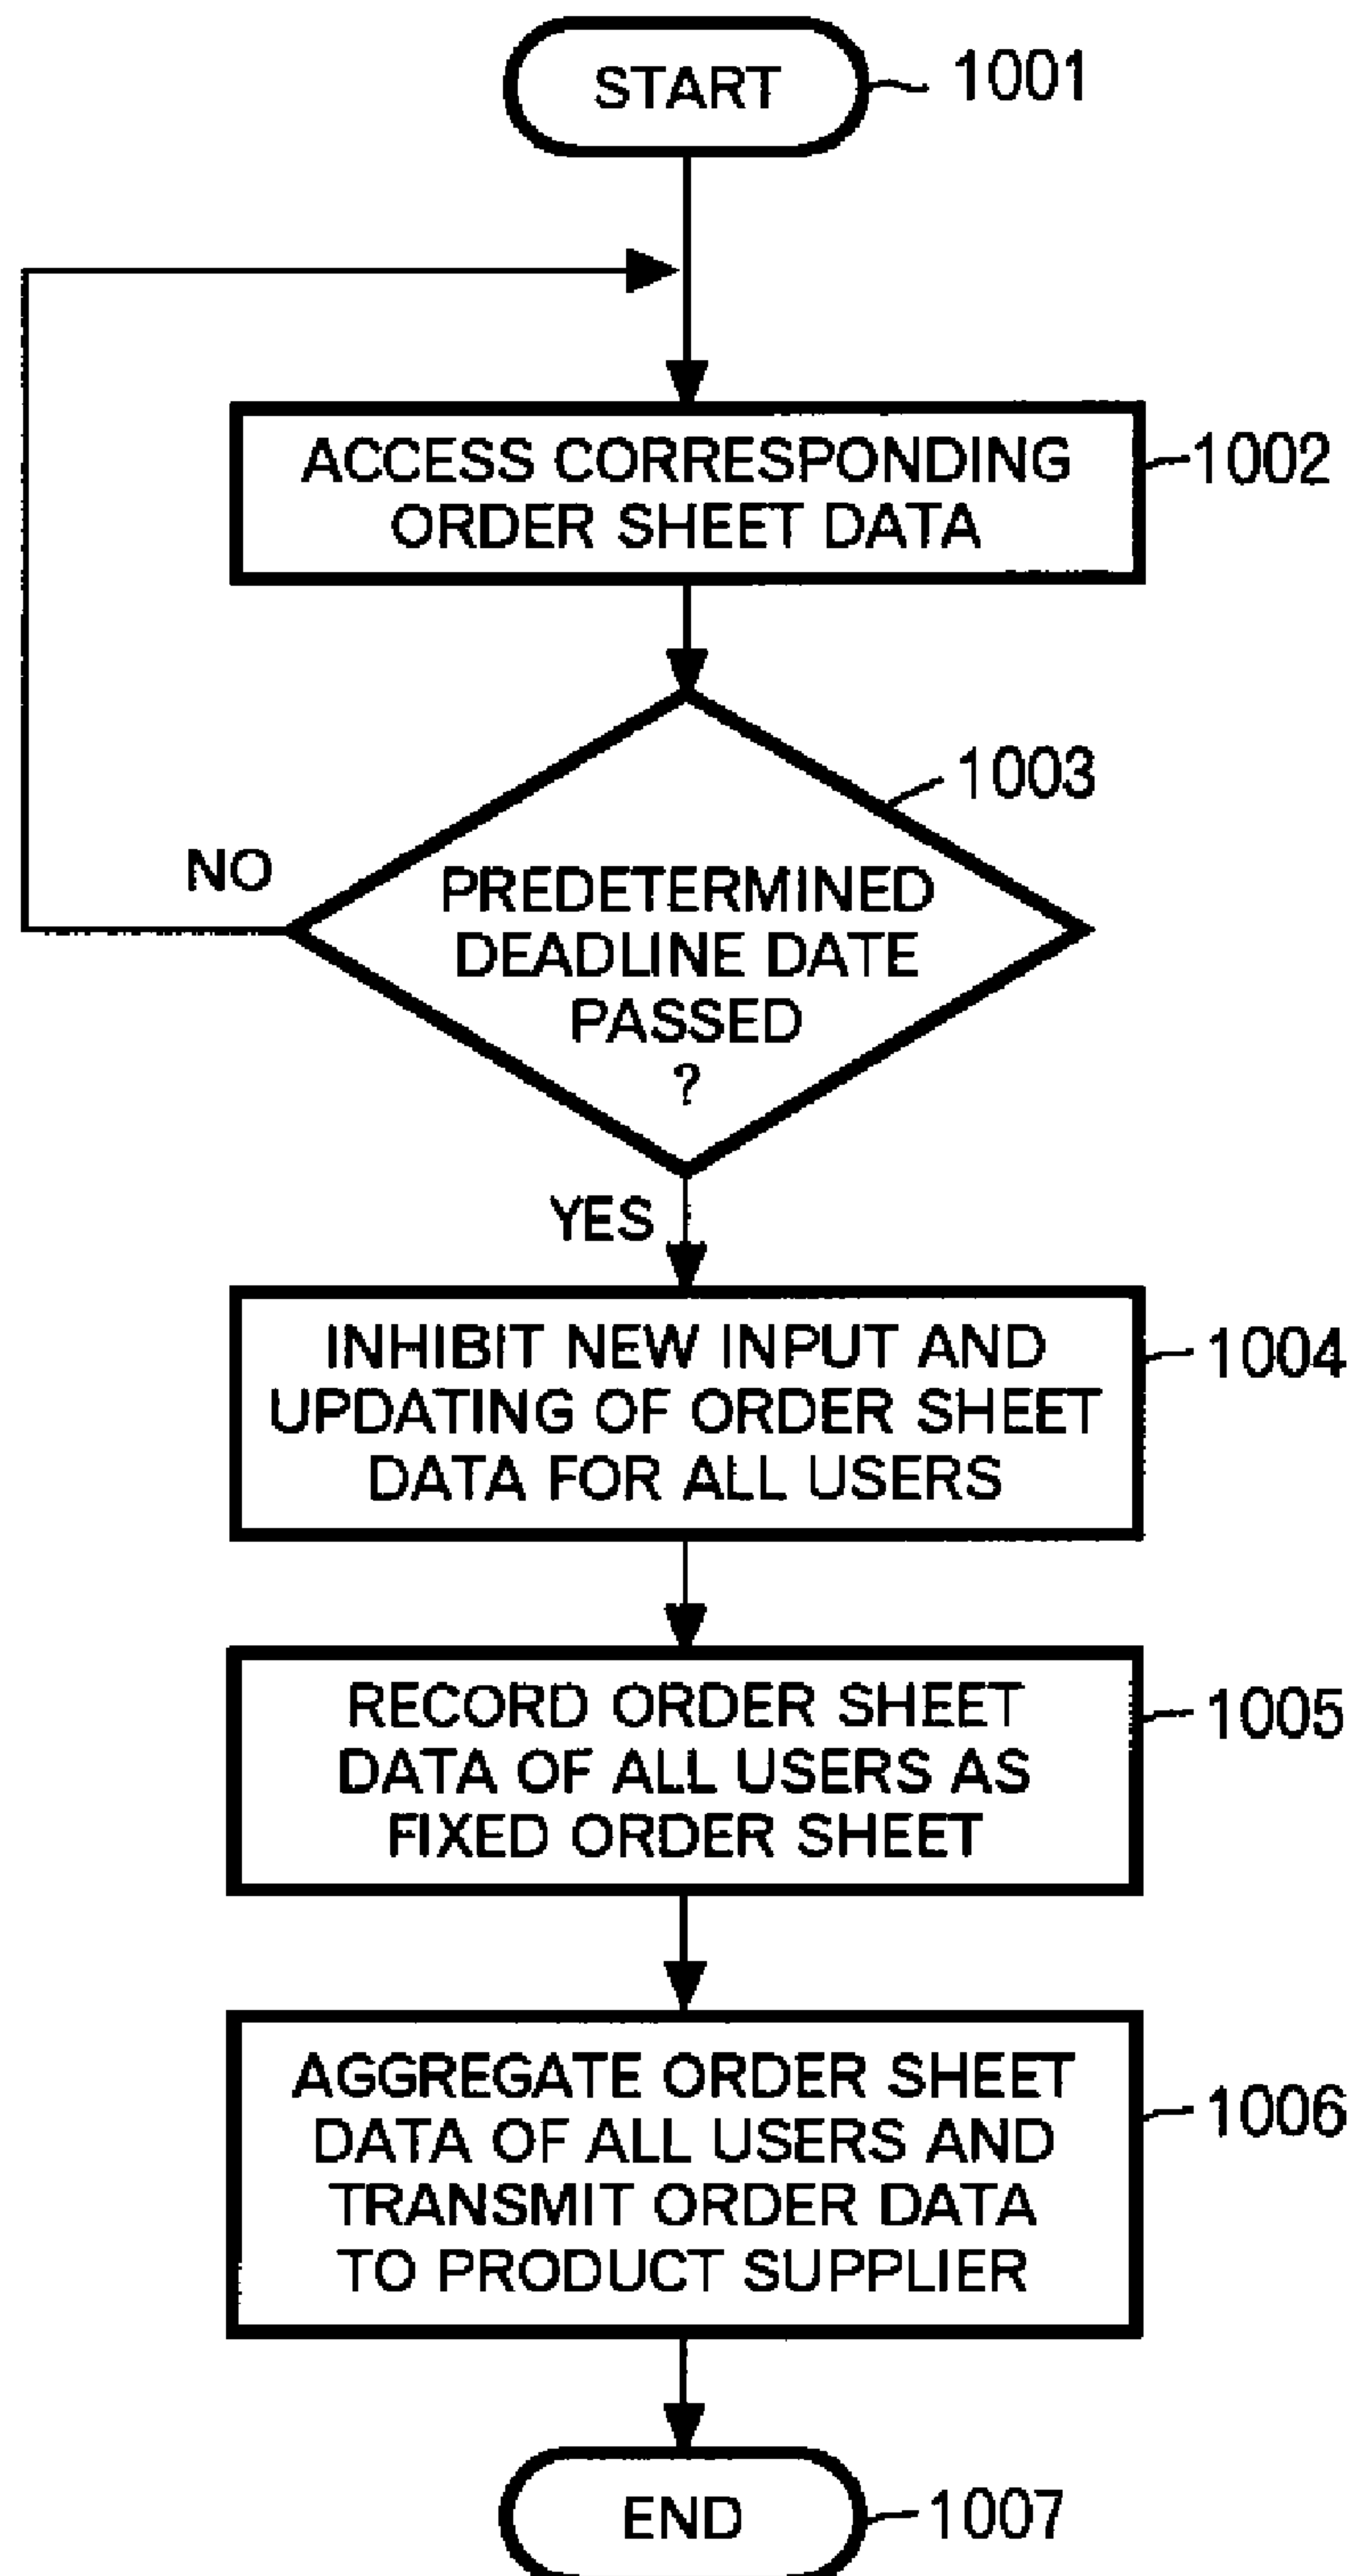 START
1001
ACCESS CORRESPONDING
ORDER SHEET DATA
1002
1003
NO
PREDETERMINED
DEADLINE DATE
PASSED
?
YES
INHIBIT NEW INPUT AND
UPDATING OF ORDER SHEET
DATA FOR ALL USERS
1004
RECORD ORDER SHEET
DATA OF ALL USERS AS
FIXED ORDER SHEET
1005
AGGREGATE ORDER SHEET
DATA OF ALL USERS AND
TRANSMIT ORDER DATA
TO PRODUCT SUPPLIER
1006
END
1007